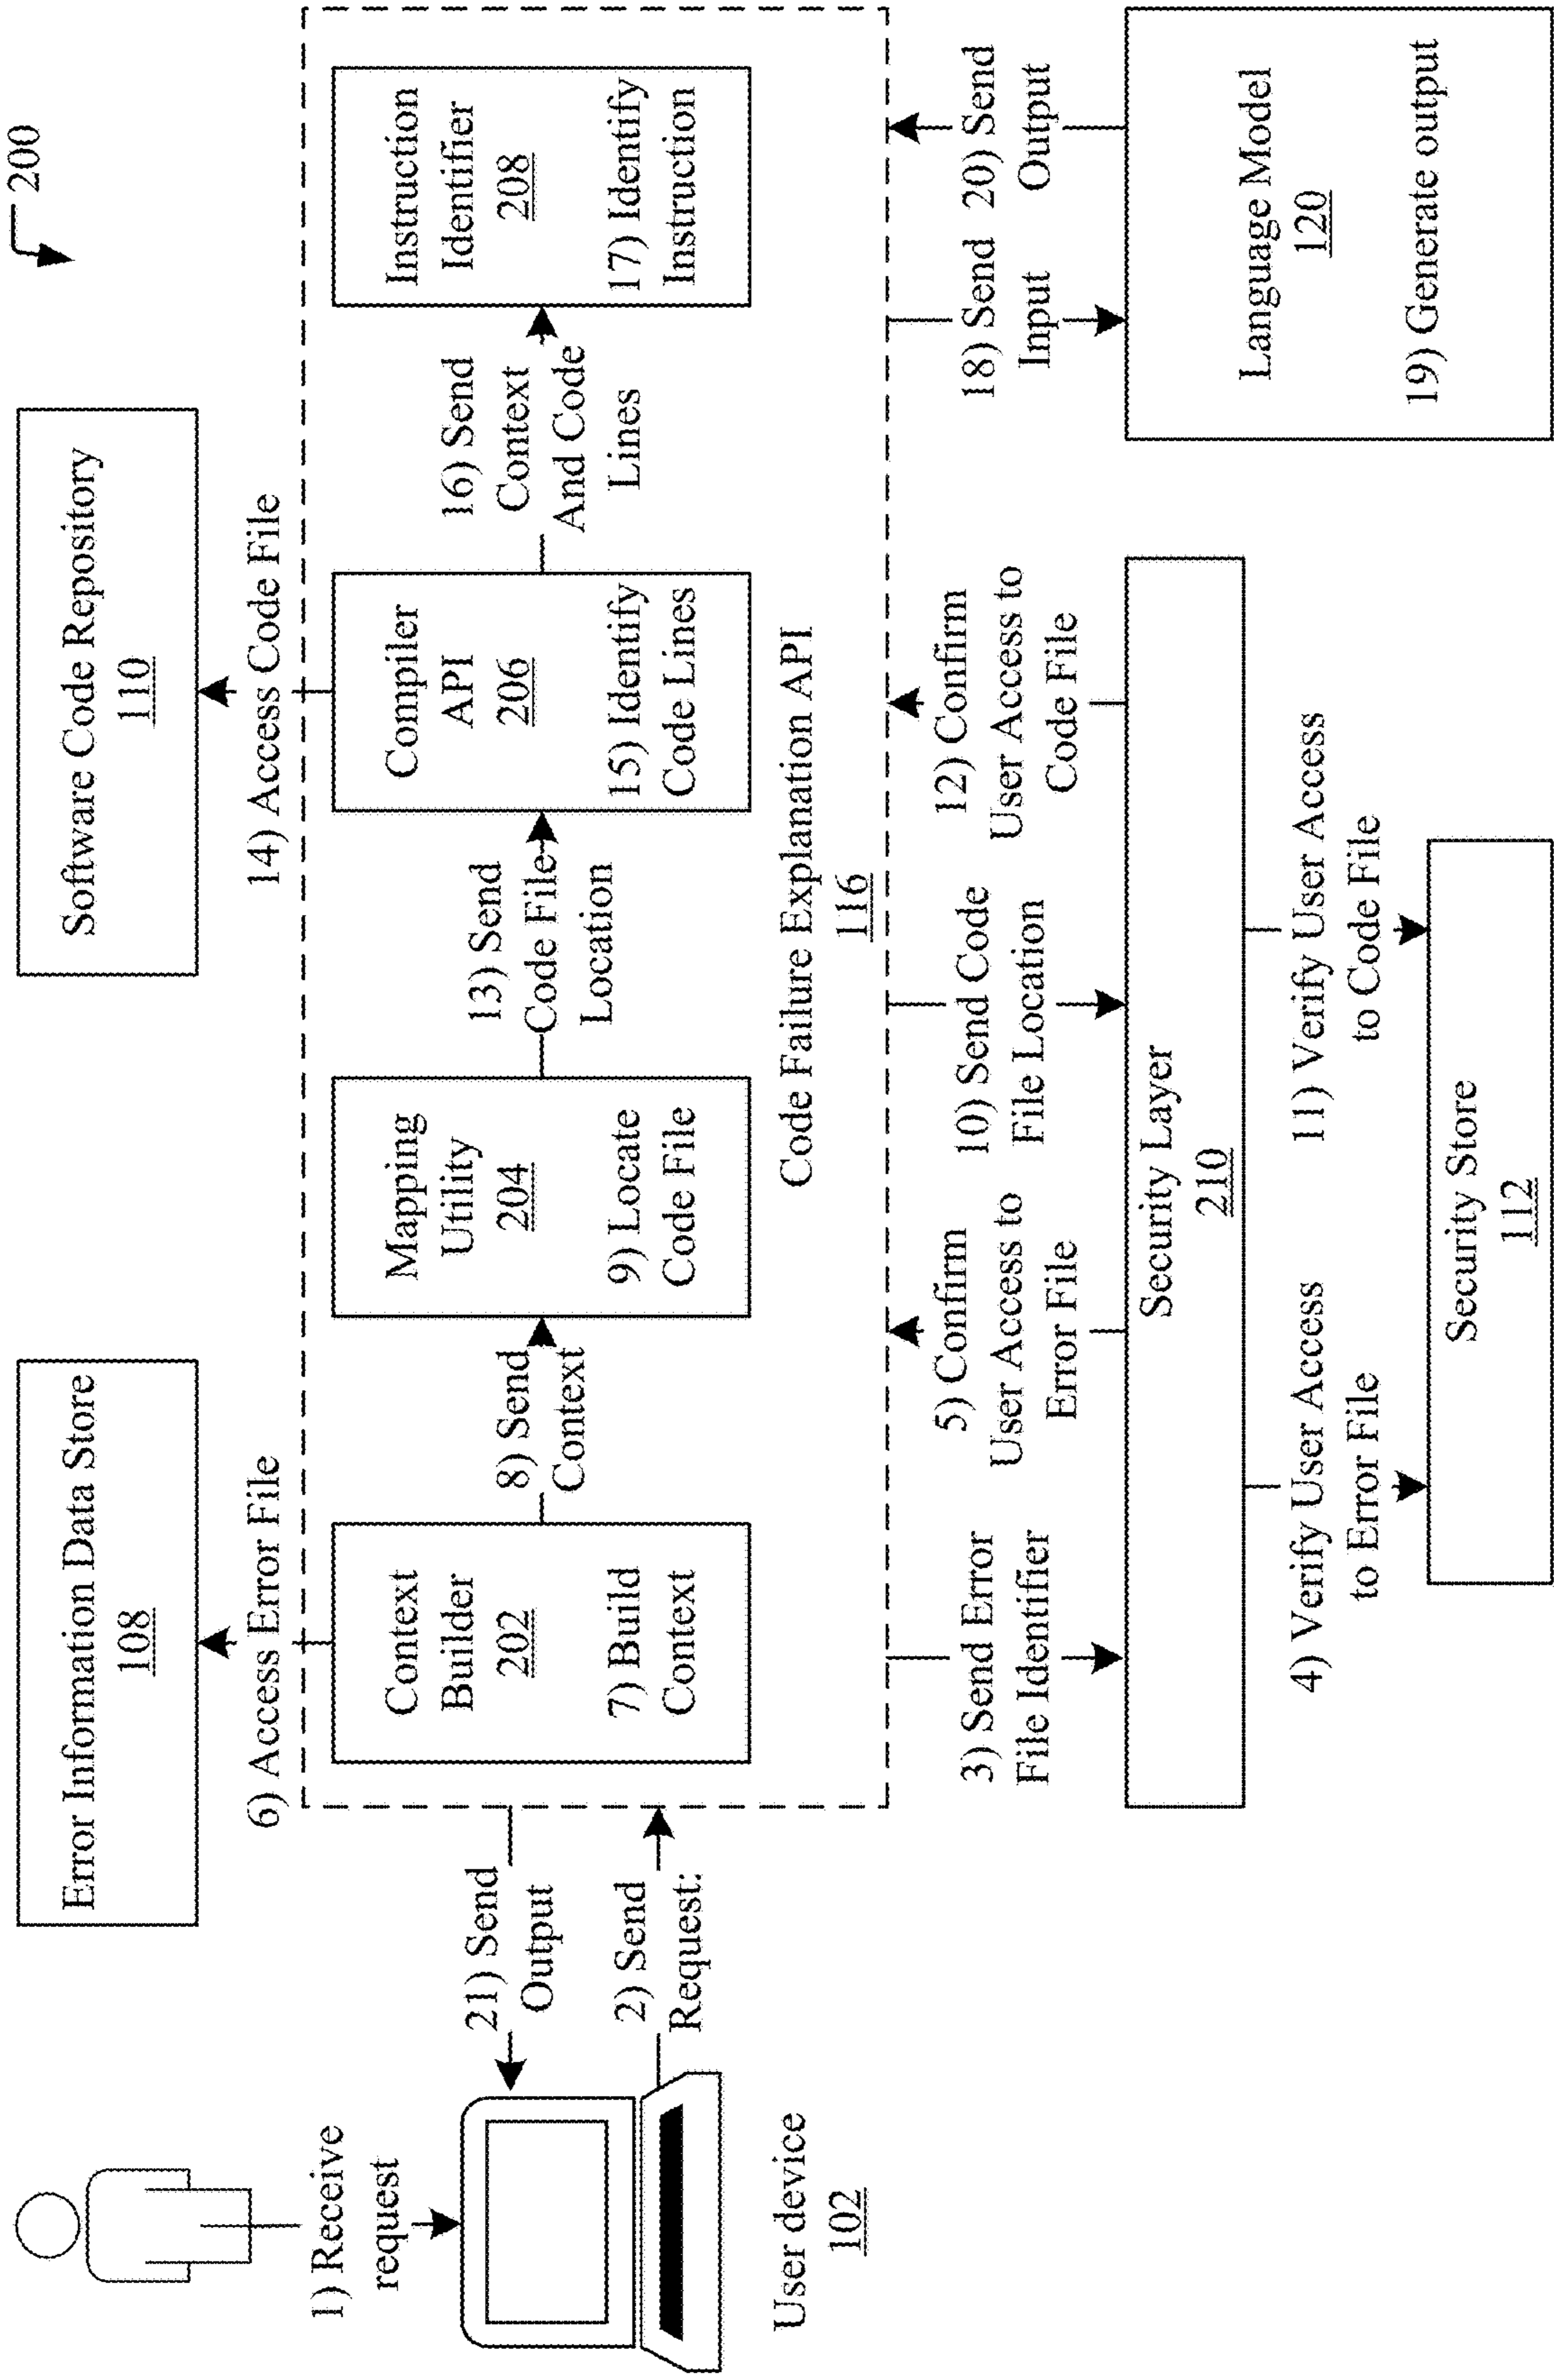 200
Error Information Data Store
108
Software Code Repository
110
6) Access Error File
14) Access Code File
1) Receive
request
User device
102
21) Send
Output
2) Send
Request:
Context
Builder
202
7) Build
Context
8) Send
Context
Mapping
Utility
204
9) Locate
Code File
13) Send
Code File
Location
Compiler
API
206
15) Identify
Code Lines
16) Send
Context
And Code
Lines
Instruction
Identifier
208
17) Identify
Instruction
Code Failure Explanation API
116
3) Send Error
File Identifier
5) Confirm
User Access to
Error File
10) Send Code
File Location
12) Confirm
User Access to
Code File
18) Send
Input
20) Send
Output
Security Layer
210
Language Model
120
19) Generate output
4) Verify User Access
to Error File
11) Verify User Access
to Code File
Security Store
112